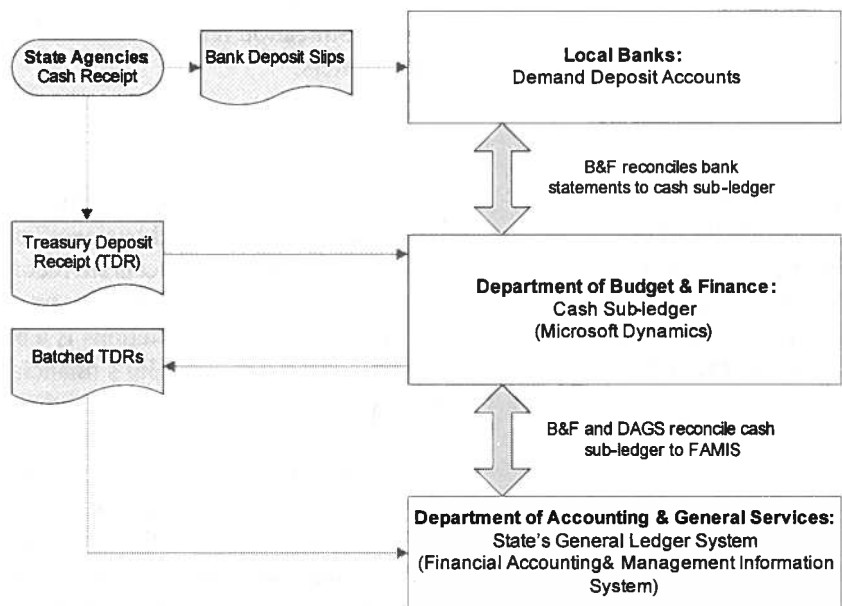 State Agencies
Cash Receipt
Bank Deposit Slips
Local Banks:
Demand Deposit Accounts
B&F reconciles bank
statements to cash sub-ledger
Treasury Deposit
Receipt (TDR)
Department of Budget & Finance:
Cash Sub-ledger
(Microsoft Dynamics)
Batched TDRs
B&F and DAGS reconcile cash
sub-ledger to FAMIS
Department of Accounting & General Services:
State's General Ledger System
(Financial Accounting& Management Information
System)